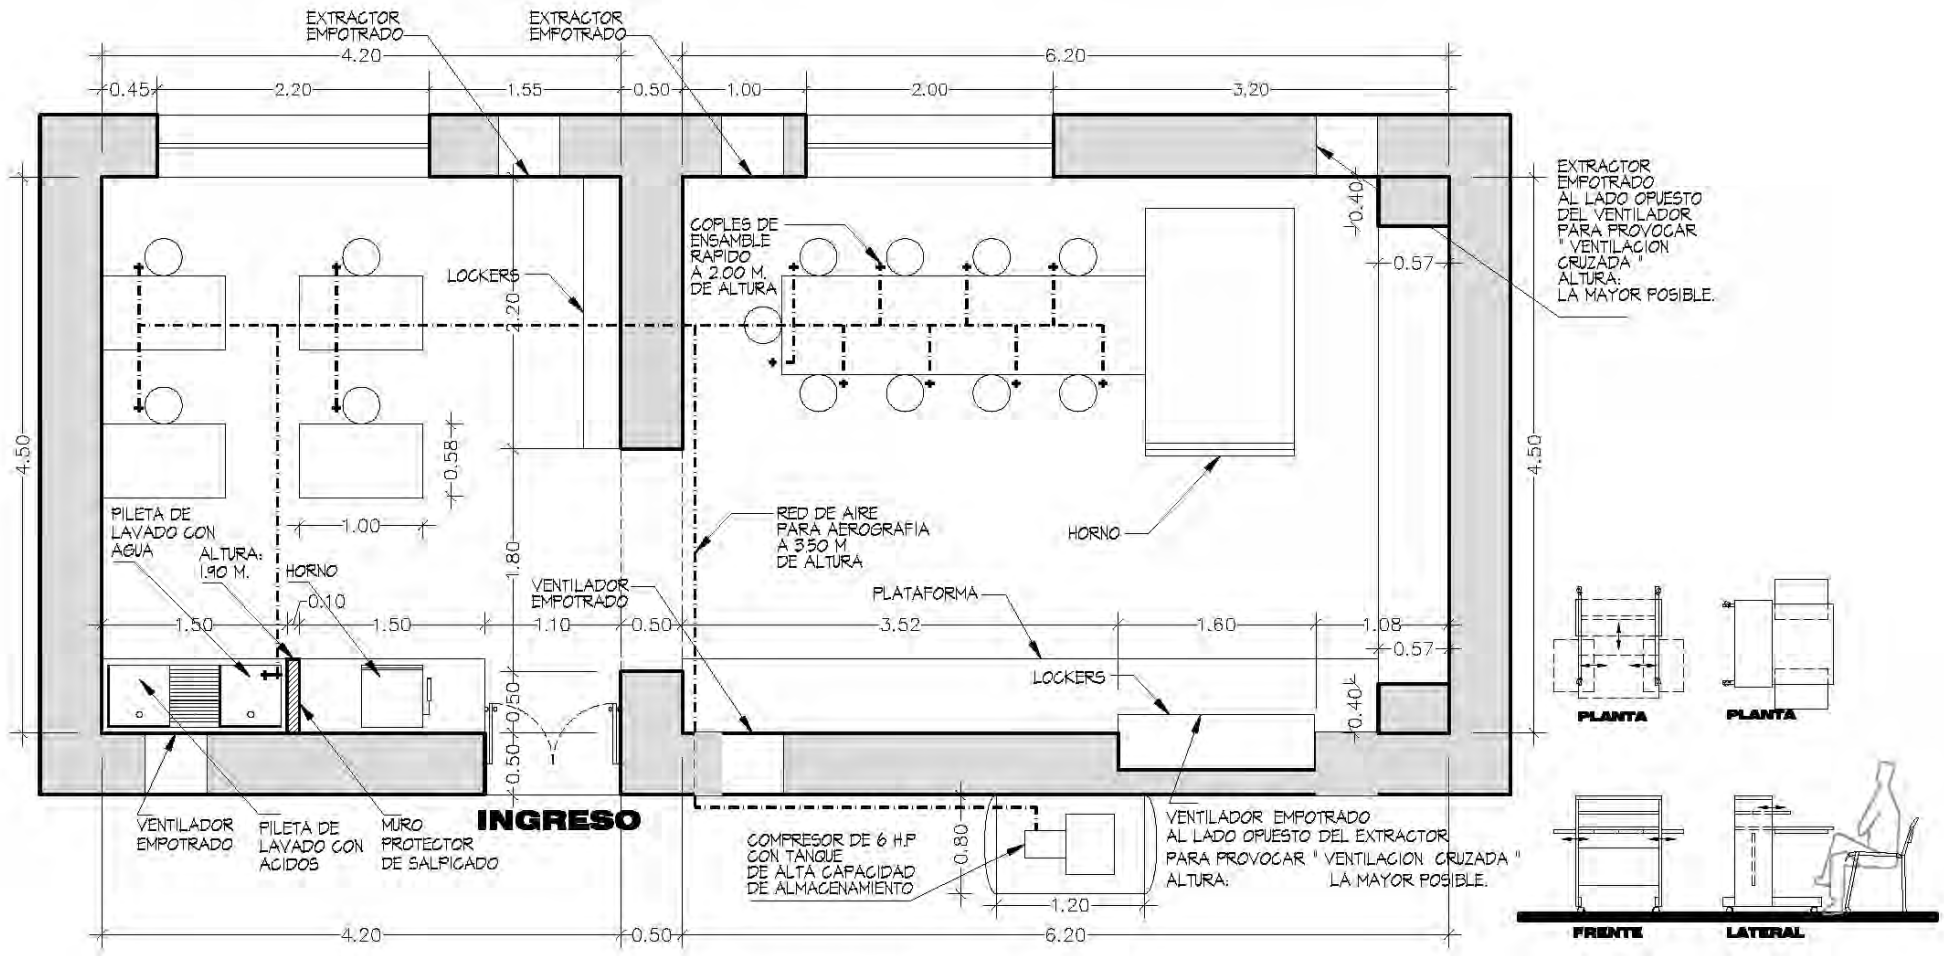 EXTRACTOR
EMPOTRADO
EXTRACTOR
EMPOTRADO
4.20
6.20
0.45
2.20
1.55
0.50
1.00
2.00
3.20
EXTRACTOR
EMPOTRADO
AL LADO OPUESTO
DEL VENTILADOR
PARA PROVOCAR
" VENTILACION
CRUZADA "
ALTURA:
LA MAYOR POSIBLE.
0.40
0.57
COPLES DE
ENSAMBLE
RAPIDO
A 2.00 M.
DE ALTURA
LOCKERS
2.20
4.50
4.50
0.58
1.00
PILETA DE
LAVADO CON
AGUA
ALTURA:
1.90 M.
HORNO
0.10
1.80
RED DE AIRE
PARA AEROGRAFIA
A 3.50 M
DE ALTURA
HORNO
VENTILADOR
EMPOTRADO
PLATAFORMA
1.50
1.50
1.10
0.50
3.52
1.60
1.08
0.57
LOCKERS
0.40
0.50
0.50
INGRESO
VENTILADOR
EMPOTRADO
PILETA DE
LAVADO CON
ACIDOS
MURO
PROTECTOR
DE SALPICADO
COMPRESOR DE 6 H.P
CON TANQUE
DE ALTA CAPACIDAD
DE ALMACENAMIENTO
0.80
1.20
VENTILADOR EMPOTRADO
AL LADO OPUESTO DEL EXTRACTOR
PARA PROVOCAR " VENTILACION CRUZADA "
ALTURA: LA MAYOR POSIBLE.
4.20
0.50
6.20
PLANTA
PLANTA
FRENTE
LATERAL